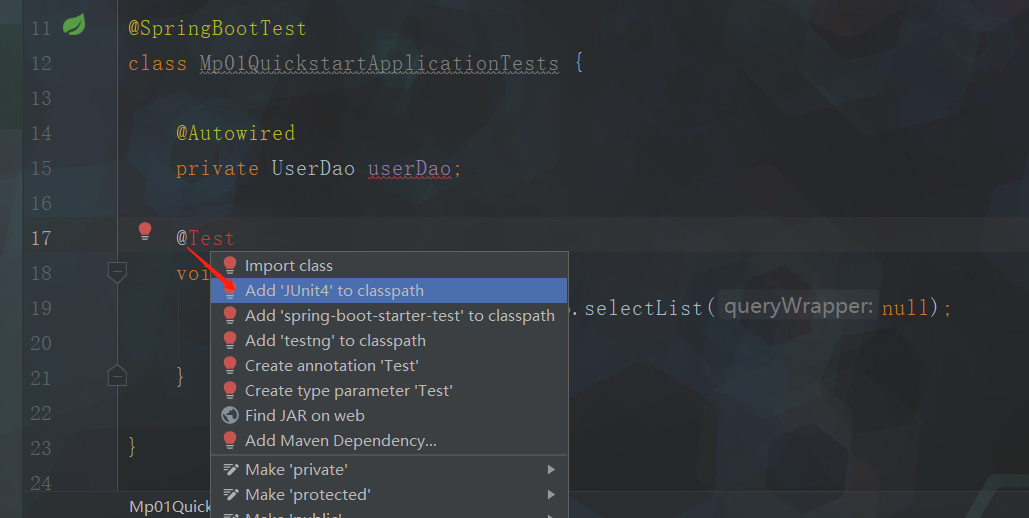 11 @SpringBootTest
12 class Mp01QuickstartApplicationTests {
13
14 @Autowired
15 private UserDao userDao;
16
17 @Test
Import class
18 voi
Add 'JUnit4' to classpath
19 .selectList( queryWrapper: null);
Add 'spring-boot-starter-test' to classpath
20
Add 'testng' to classpath
21 }
Create annotation 'Test'
Create type parameter 'Test'
22
Find JAR on web
23 }
Add Maven Dependency...
Make 'private'
24
Make 'protected'
Mp01Quick
Make 'public'